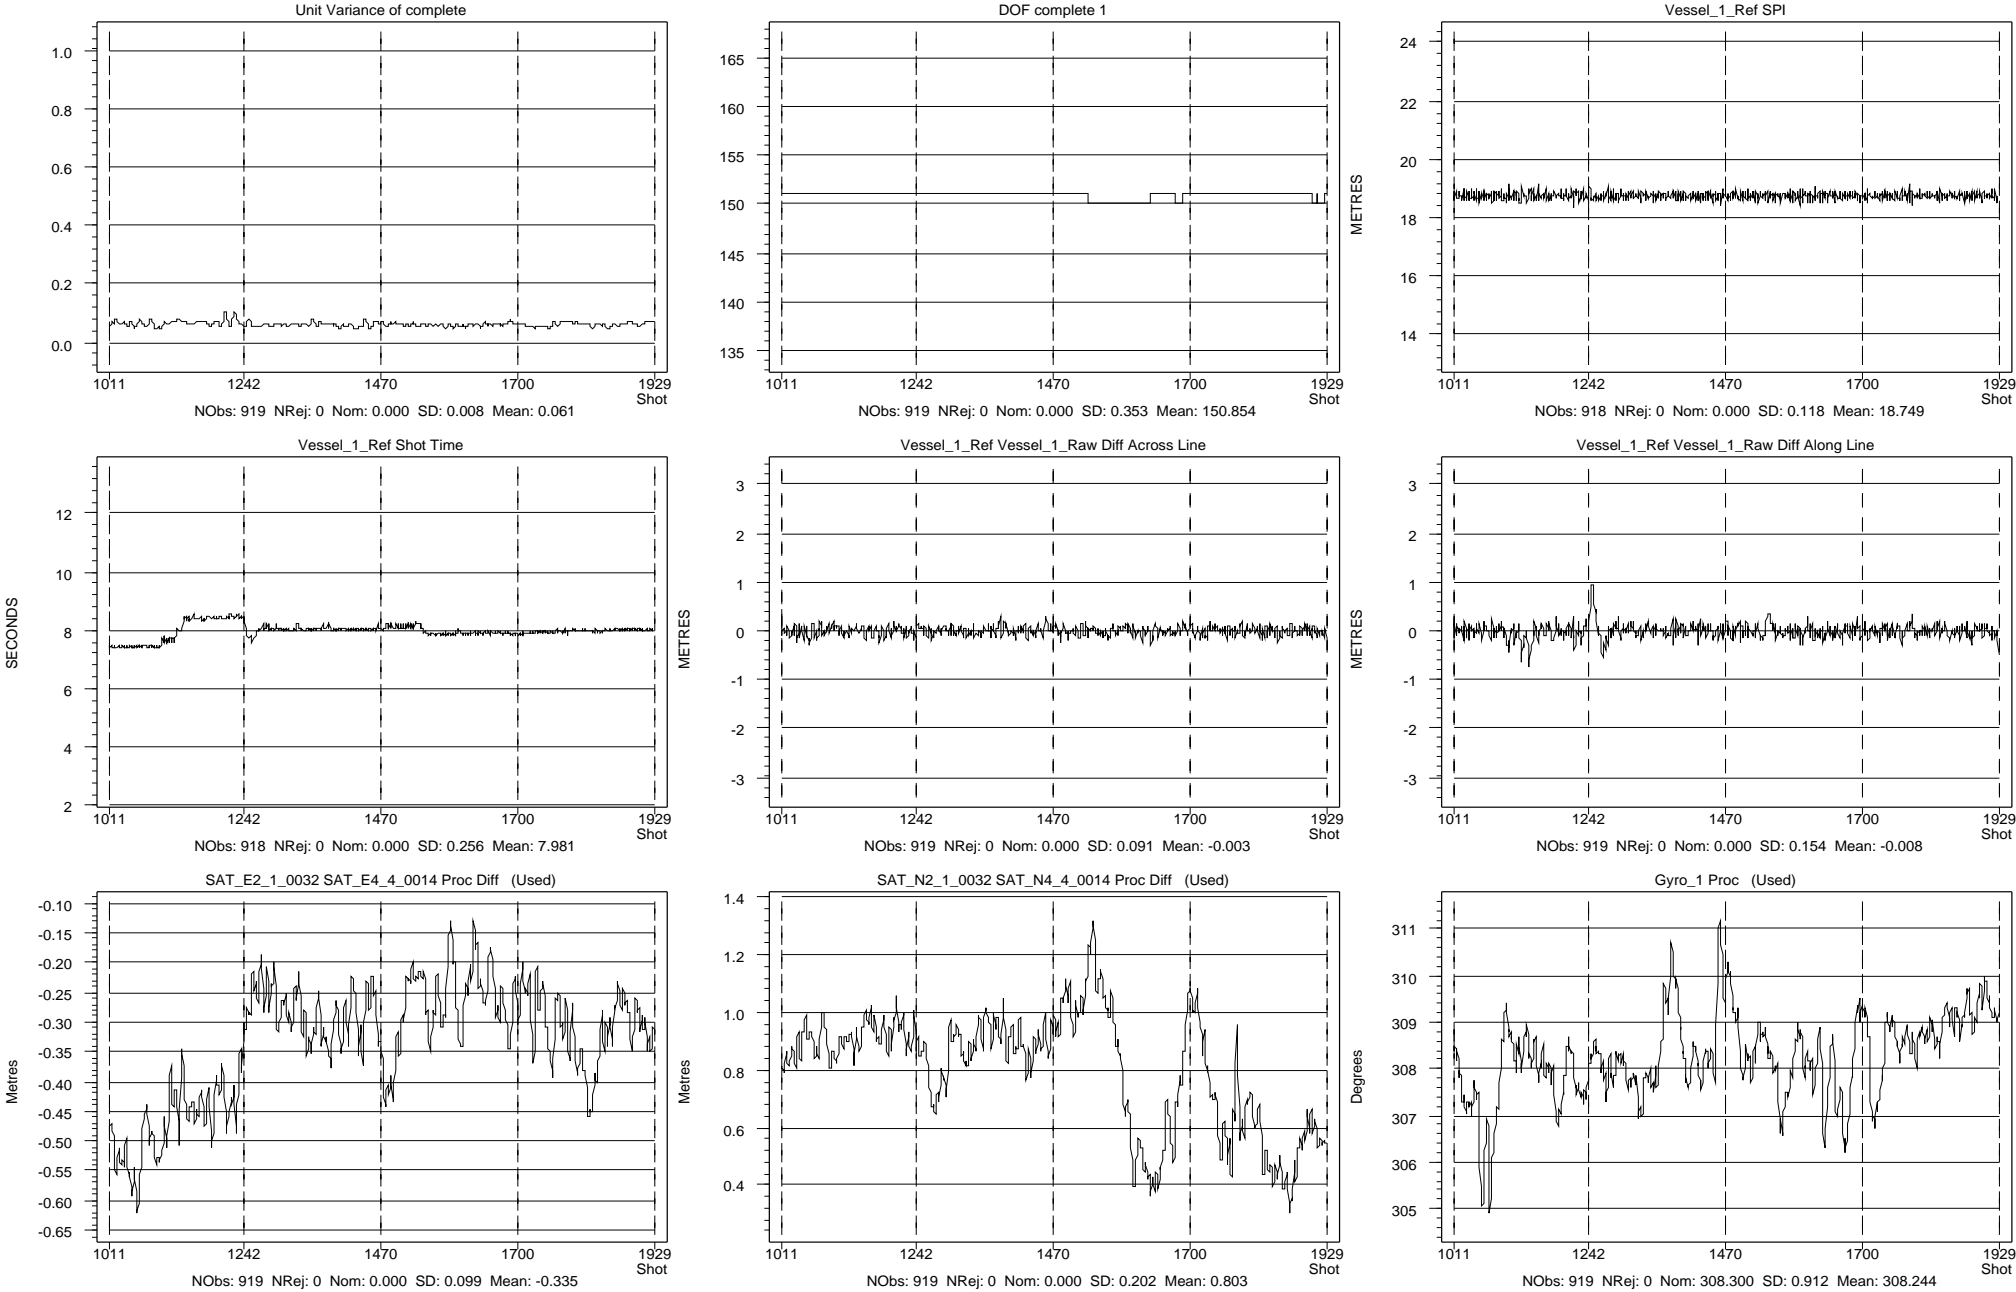 Unit Variance of complete
1.0
0.8
0.6
0.4
0.2
0.0
1011 1242 1470 1700 1929
Shot
NObs: 919 NRej: 0 Nom: 0.000 SD: 0.008 Mean: 0.061
DOF complete 1
165
160
155
150
145
140
135
1011 1242 1470 1700 1929
Shot
NObs: 919 NRej: 0 Nom: 0.000 SD: 0.353 Mean: 150.854
Vessel_1_Ref SPI
METRES
24
22
20
18
16
14
1011 1242 1470 1700 1929
Shot
NObs: 918 NRej: 0 Nom: 0.000 SD: 0.118 Mean: 18.749
Vessel_1_Ref Shot Time
SECONDS
12
10
8
6
4
2
1011 1242 1470 1700 1929
Shot
NObs: 918 NRej: 0 Nom: 0.000 SD: 0.256 Mean: 7.981
Vessel_1_Ref Vessel_1_Raw Diff Across Line
METRES
3
2
1
0
-1
-2
-3
1011 1242 1470 1700 1929
Shot
NObs: 919 NRej: 0 Nom: 0.000 SD: 0.091 Mean: -0.003
Vessel_1_Ref Vessel_1_Raw Diff Along Line
METRES
3
2
1
0
-1
-2
-3
1011 1242 1470 1700 1929
Shot
NObs: 919 NRej: 0 Nom: 0.000 SD: 0.154 Mean: -0.008
SAT_E2_1_0032 SAT_E4_4_0014 Proc Diff (Used)
Metres
-0.10
-0.15
-0.20
-0.25
-0.30
-0.35
-0.40
-0.45
-0.50
-0.55
-0.60
-0.65
1011 1242 1470 1700 1929
Shot
NObs: 919 NRej: 0 Nom: 0.000 SD: 0.099 Mean: -0.335
SAT_N2_1_0032 SAT_N4_4_0014 Proc Diff (Used)
Metres
1.4
1.2
1.0
0.8
0.6
0.4
1011 1242 1470 1700 1929
Shot
NObs: 919 NRej: 0 Nom: 0.000 SD: 0.202 Mean: 0.803
Gyro_1 Proc (Used)
Degrees
311
310
309
308
307
306
305
1011 1242 1470 1700 1929
Shot
NObs: 919 NRej: 0 Nom: 308.300 SD: 0.912 Mean: 308.244